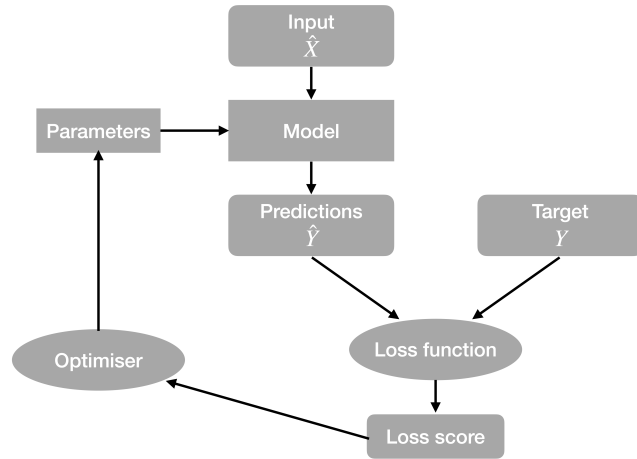 Input
X̂
Parameters
Model
Predictions
Ŷ
Target
Y
Optimiser
Loss function
Loss score